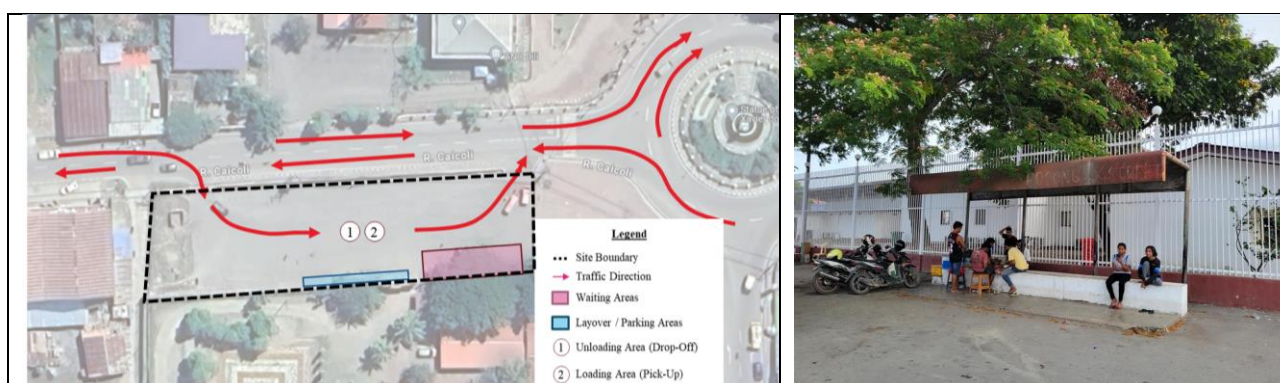 R. Caicoli
R. Caicoli
R. Caicoli
Legend
Site Boundary
Traffic Direction
Waiting Areas
Layover / Parking Areas
1 Unloading Area (Drop-Off)
2 Loading Area (Pick-Up)
1 2